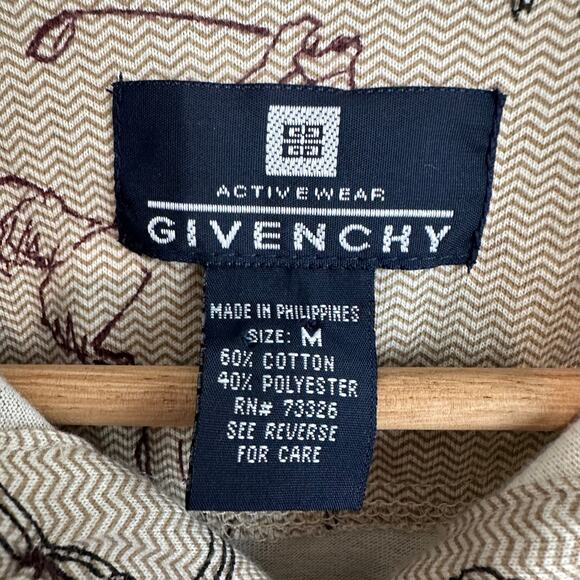 ACTIVEWEAR
GIVENCHY
MADE IN PHILIPPINES
SIZE: M
60% COTTON
40% POLYESTER
RN# 73326
SEE REVERSE
FOR CARE